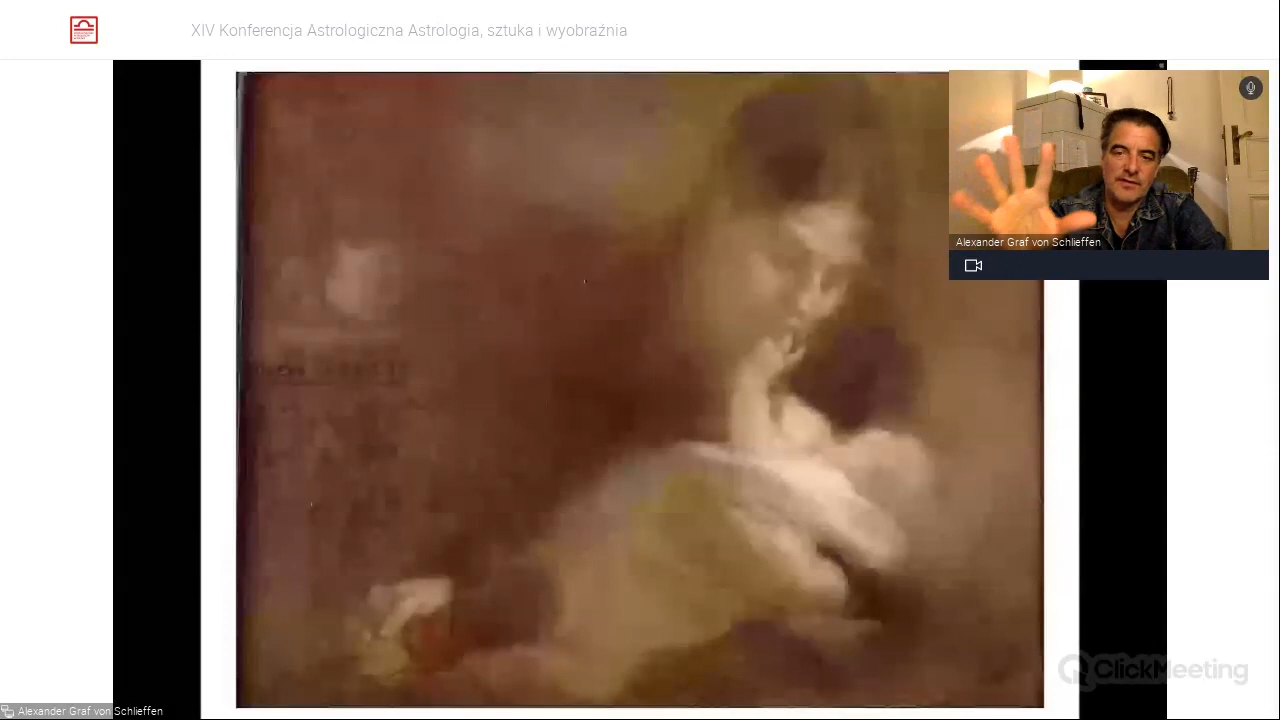 XIV Konferencja Astrologiczna Astrologia, sztuka i wyobraźnia
Alexander Graf von Schlieffen
ClickMeeting
Alexander Graf von Schlieffen